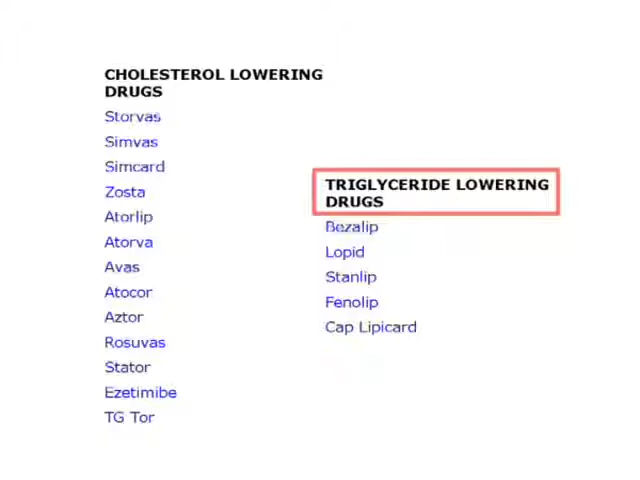 CHOLESTEROL LOWERING
DRUGS
Storvas
Simvas
Simcard
Zosta
Atorlip
Atorva
Avas
Atocor
Aztor
Rosuvas
Stator
Ezetimibe
TG Tor
TRIGLYCERIDE LOWERING
DRUGS
Bezalip
Lopid
Stanlip
Fenolip
Cap Lipicard